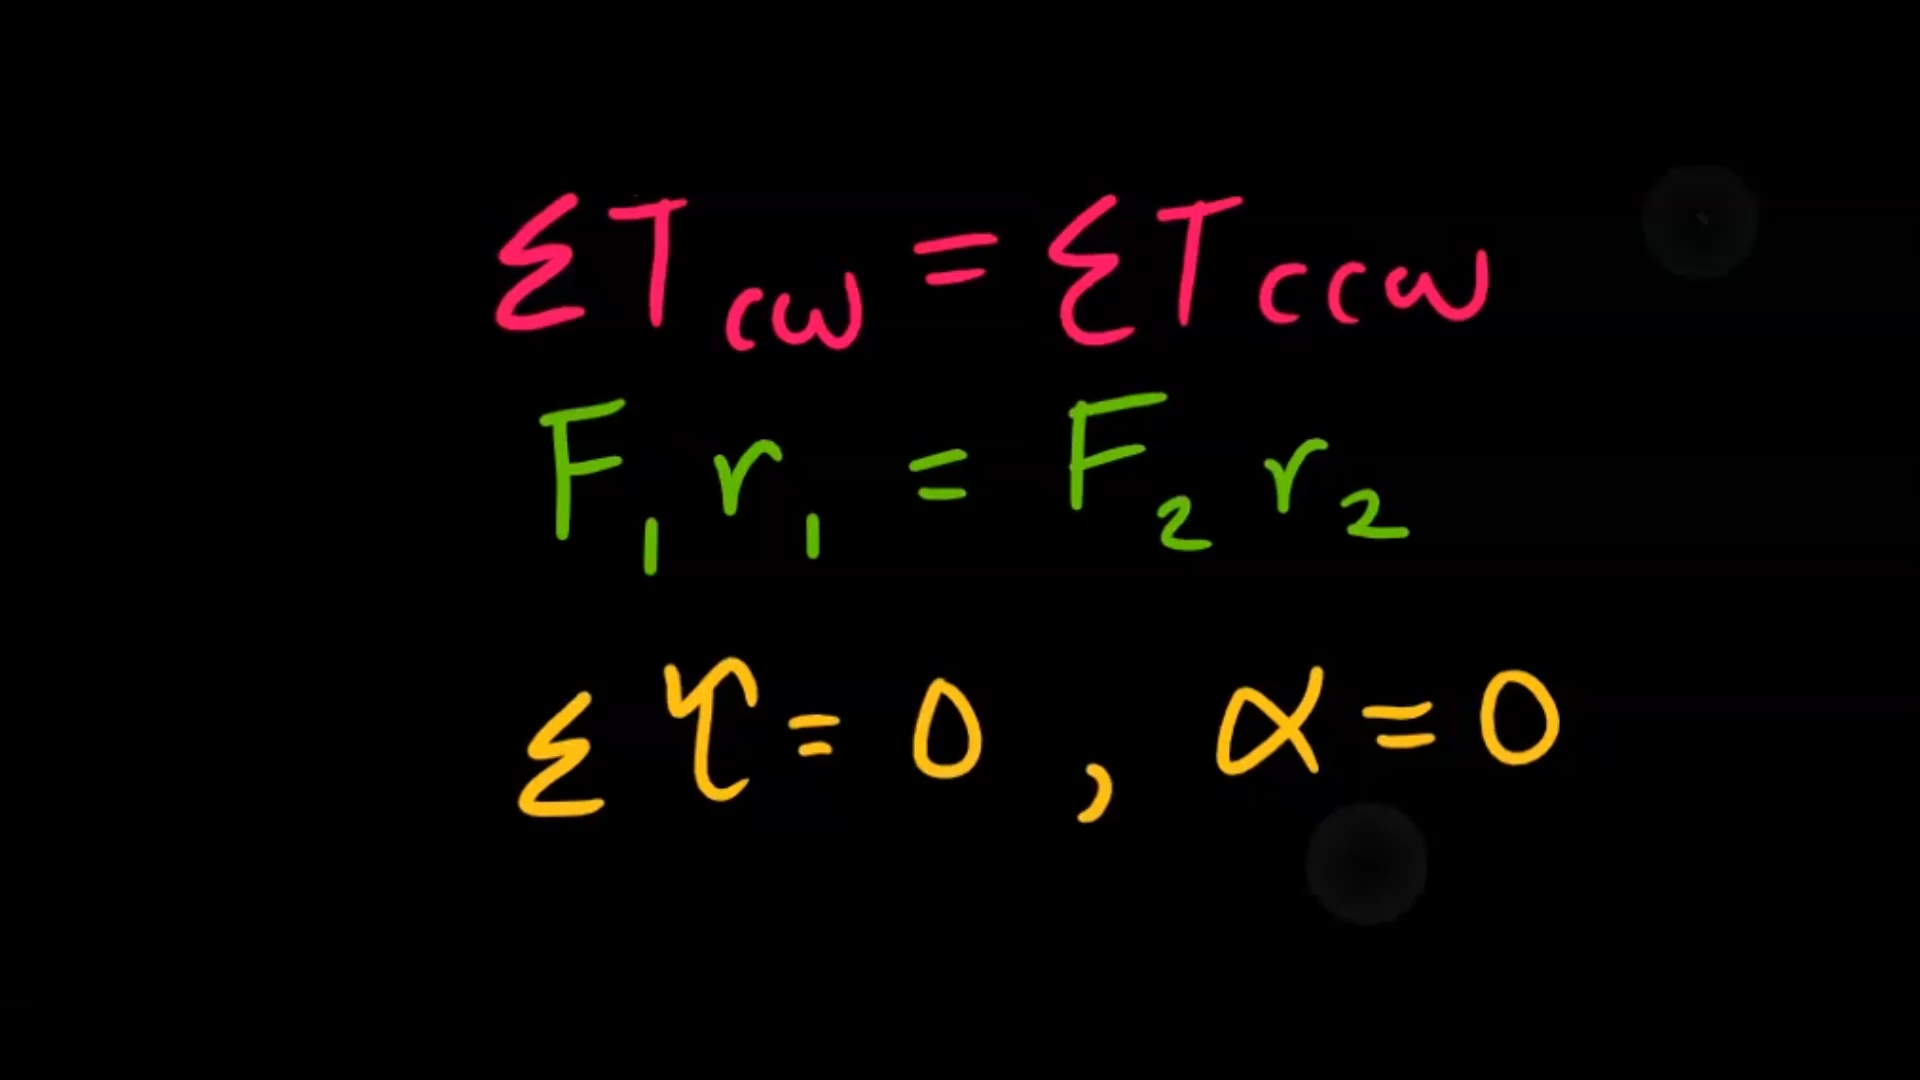 ΣT_cw = ΣT_ccw
F₁r₁ = F₂r₂
Στ = 0, α = 0